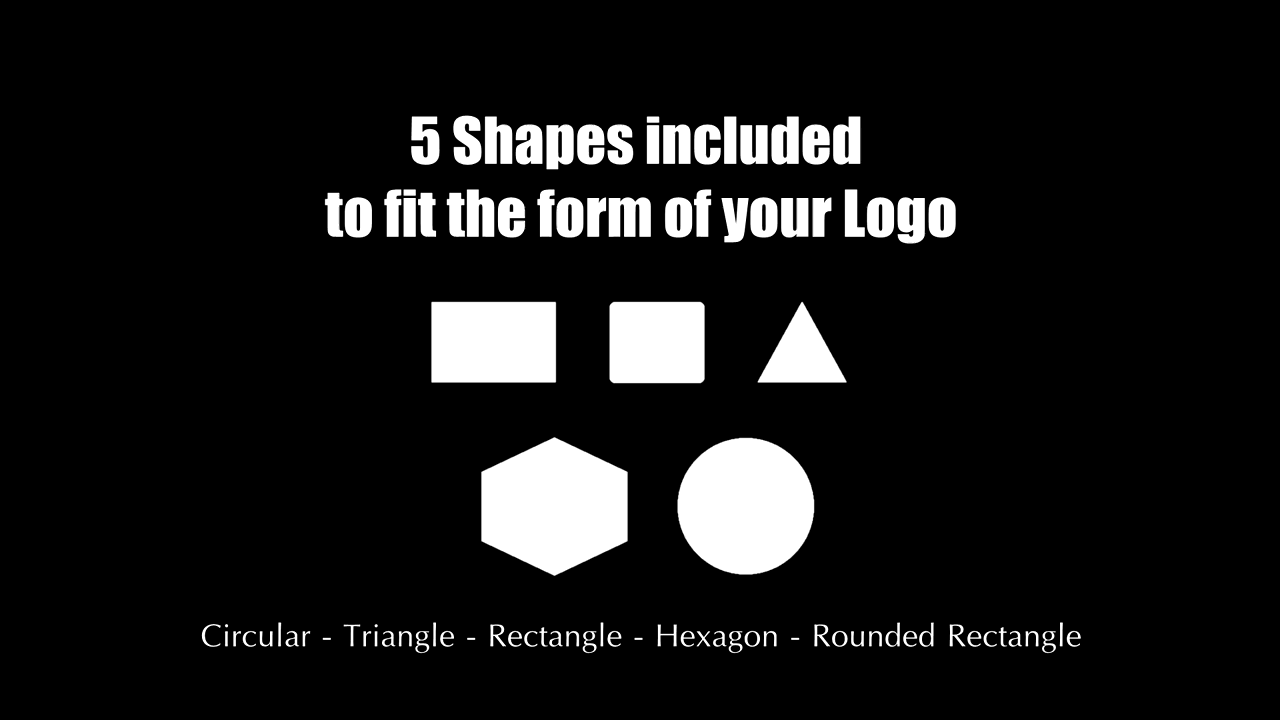 5 Shapes included
to fit the form of your Logo
Circular - Triangle - Rectangle - Hexagon - Rounded Rectangle